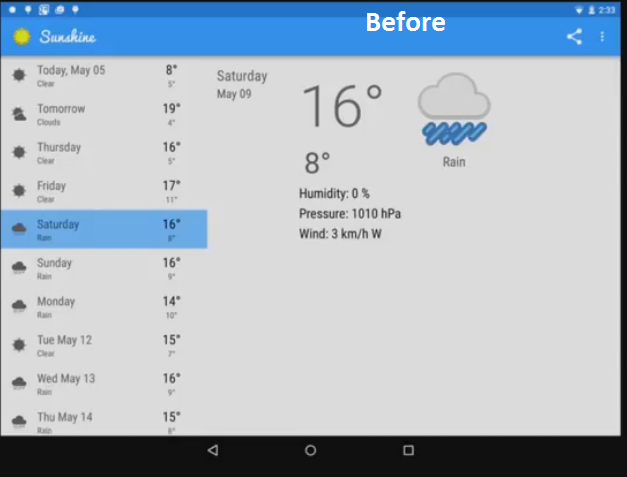 2:33
Before
Sunshine
Today, May 05
8°
Clear
5°
Tomorrow
19°
Clouds
4°
Thursday
16°
Clear
5°
Friday
17°
Clear
11°
Saturday
16°
Rain
8°
Sunday
16°
Rain
9°
Monday
14°
Rain
10°
Tue May 12
15°
Clear
7°
Wed May 13
16°
Rain
9°
Thu May 14
15°
Rain
8°
Saturday
May 09
16°
8°
Rain
Humidity: 0 %
Pressure: 1010 hPa
Wind: 3 km/h W